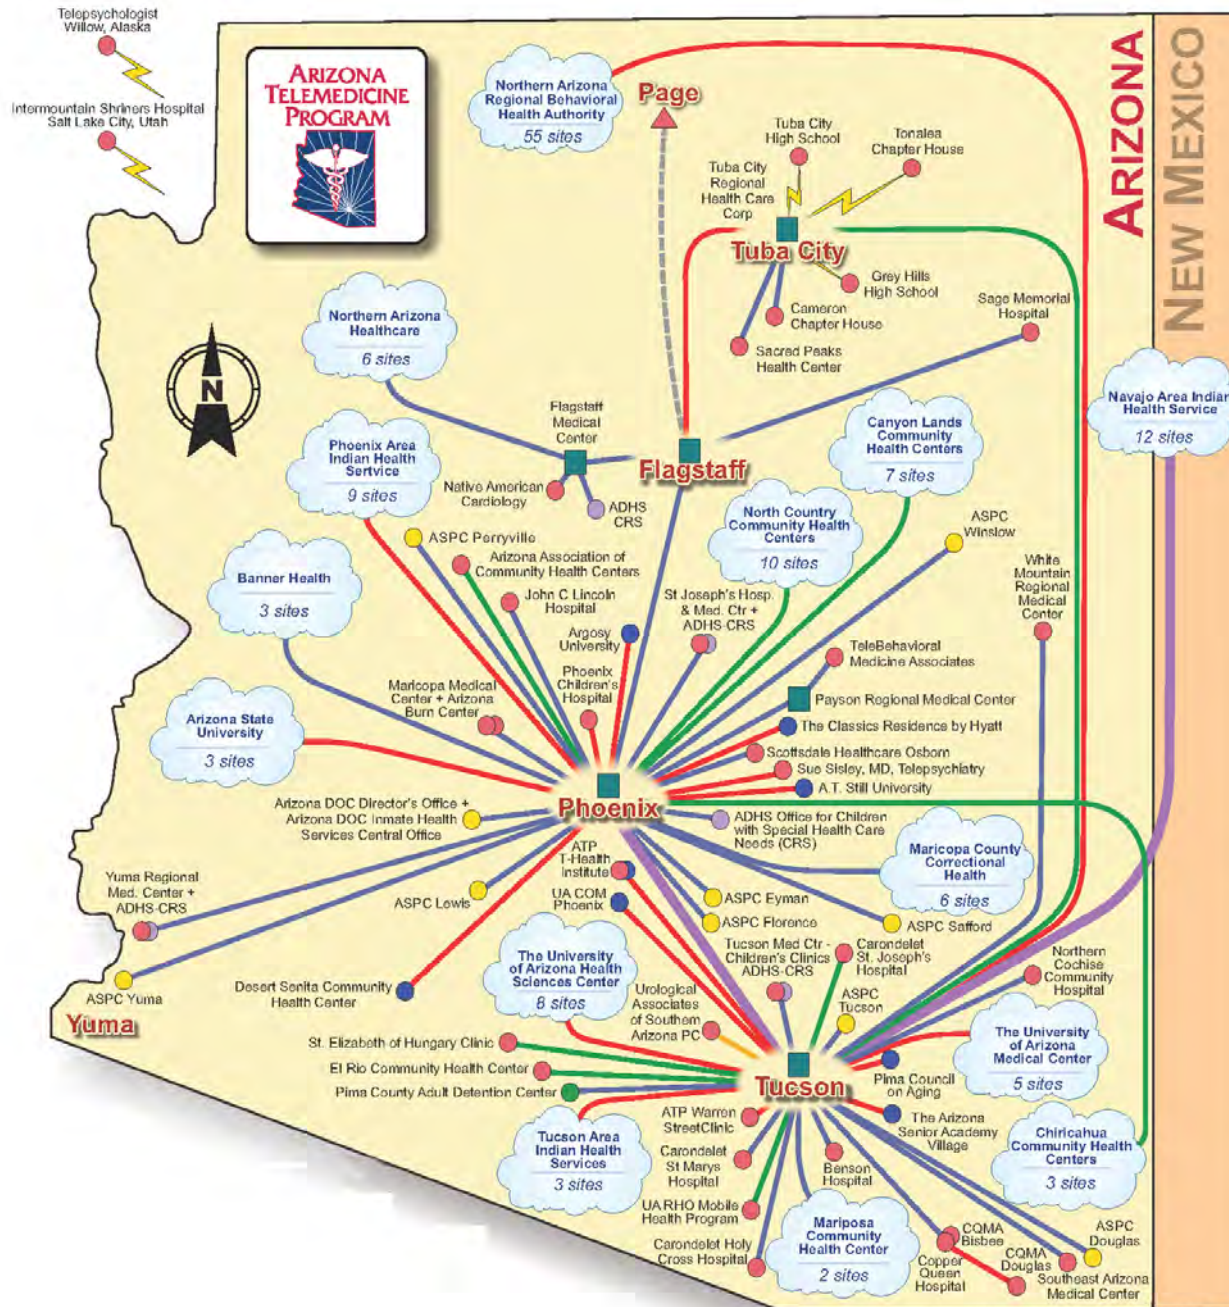 Telepsychologist
Willow, Alaska
Intermountain Shriners Hospital
Salt Lake City, Utah
ARIZONA
TELEMEDICINE
PROGRAM
Northern Arizona
Regional Behavioral
Health Authority
55 sites
Page
Tuba City
High School
Tonalea
Chapter House
Tuba City
Regional
Health Care
Corp
Tuba City
Grey Hills
High School
Cameron
Chapter House
Sacred Peaks
Health Center
Sage Memorial
Hospital
ARIZONA
NEW MEXICO
Northern Arizona
Healthcare
6 sites
N
Flagstaff
Medical
Center
Flagstaff
Native American
Cardiology
ADHS
CRS
Canyon Lands
Community
Health Centers
7 sites
Navajo Area Indian
Health Service
12 sites
Phoenix Area
Indian Health
Sertvice
9 sites
ASPC Perryville
Arizona Association of
Community Health Centers
John C Lincoln
Hospital
North Country
Community Health
Centers
10 sites
ASPC
Winslow
White
Mountain
Regional
Medical
Center
Banner Health
3 sites
Argosy
University
St Joseph's Hosp.
& Med. Ctr +
ADHS-CRS
TeleBehavioral
Medicine Associates
Maricopa Medical
Center + Arizona
Burn Center
Phoenix
Children's
Hospital
Payson Regional Medical Center
Arizona State
University
3 sites
The Classics Residence by Hyatt
Scottsdale Healthcare Osborn
Sue Sisley, MD, Telepsychiatry
A.T. Still University
Phoenix
Arizona DOC Director's Office +
Arizona DOC Inmate Health
Services Central Office
ADHS Office for Children
with Special Health Care
Needs (CRS)
Maricopa County
Correctional
Health
6 sites
Yuma Regional
Med. Center +
ADHS-CRS
ASPC Lewis
ATP
T-Health
Institute
UA COM
Phoenix
ASPC Eyman
ASPC Florence
ASPC Safford
ASPC Yuma
Yuma
Desert Senita Community
Health Center
The University
of Arizona Health
Sciences Center
8 sites
Tucson Med Ctr -
Children's Clinics
ADHS-CRS
Carondelet
St. Joseph's
Hospital
Northern
Cochise
Community
Hospital
Urological
Associates
of Southern
Arizona PC
ASPC
Tucson
St. Elizabeth of Hungary Clinic
El Rio Community Health Center
Pima County Adult Detention Center
Tucson
The University
of Arizona
Medical Center
5 sites
Pima Council
on Aging
The Arizona
Senior Academy
Village
Tucson Area
Indian Health
Services
3 sites
ATP Warren
StreetClinic
Carondelet
St Marys
Hospital
Benson
Hospital
Chiricahua
Community Health
Centers
3 sites
UA RHO Mobile
Health Program
Carondelet Holy
Cross Hospital
Mariposa
Community
Health Center
2 sites
CQMA
Bisbee
Copper
Queen
Hospital
CQMA
Douglas
ASPC
Douglas
Southeast Arizona
Medical Center